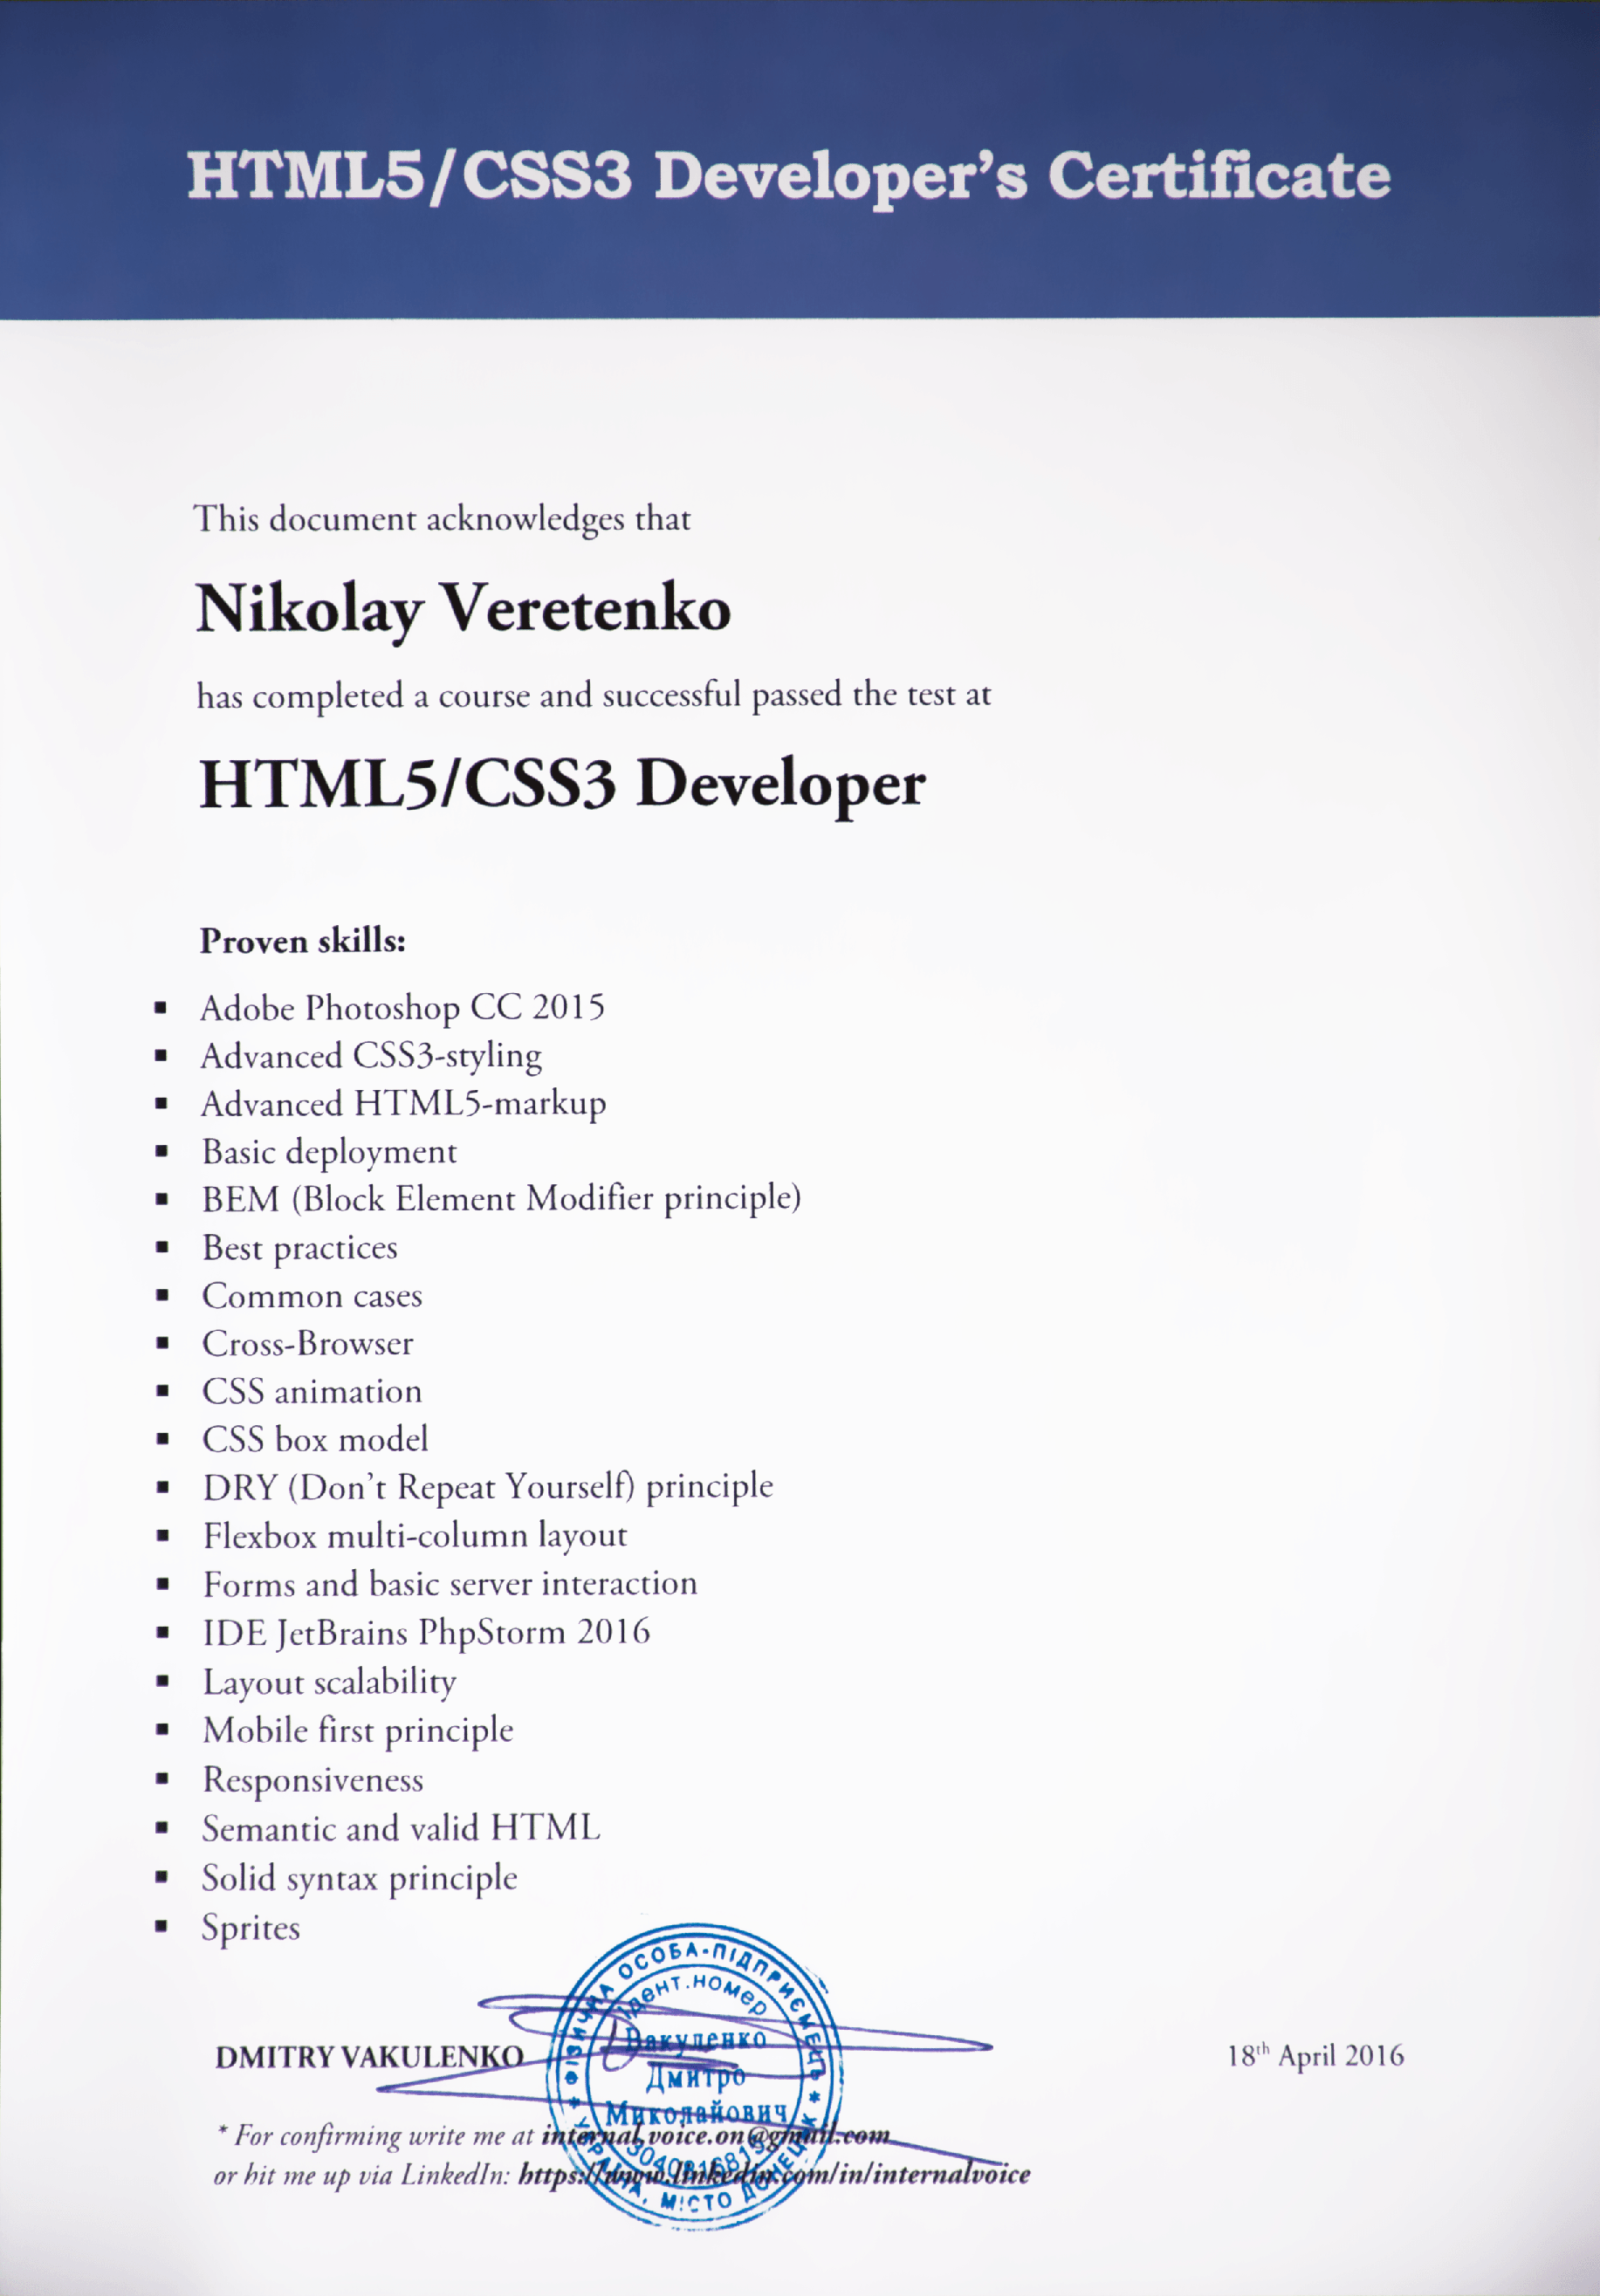 HTML5/CSS3 Developer’s Certificate
This document acknowledges that
Nikolay Veretenko
has completed a course and successful passed the test at
HTML5/CSS3 Developer
Proven skills:
▪ Adobe Photoshop CC 2015
▪ Advanced CSS3-styling
▪ Advanced HTML5-markup
▪ Basic deployment
▪ BEM (Block Element Modifier principle)
▪ Best practices
▪ Common cases
▪ Cross-Browser
▪ CSS animation
▪ CSS box model
▪ DRY (Don’t Repeat Yourself) principle
▪ Flexbox multi-column layout
▪ Forms and basic server interaction
▪ IDE JetBrains PhpStorm 2016
▪ Layout scalability
▪ Mobile first principle
▪ Responsiveness
▪ Semantic and valid HTML
▪ Solid syntax principle
▪ Sprites
ФІЗИЧНА ОСОБА-ПІДПРИЄМЕЦЬ
Ідент.номер
Вакуленко
Дмитро
Миколайович
* УКРАЇНА, МІСТО ДОНЕЦЬК *
DMITRY VAKULENKO
18th April 2016
* For confirming write me at internal.voice.on@gmail.com
or hit me up via LinkedIn: https://www.linkedin.com/in/internalvoice